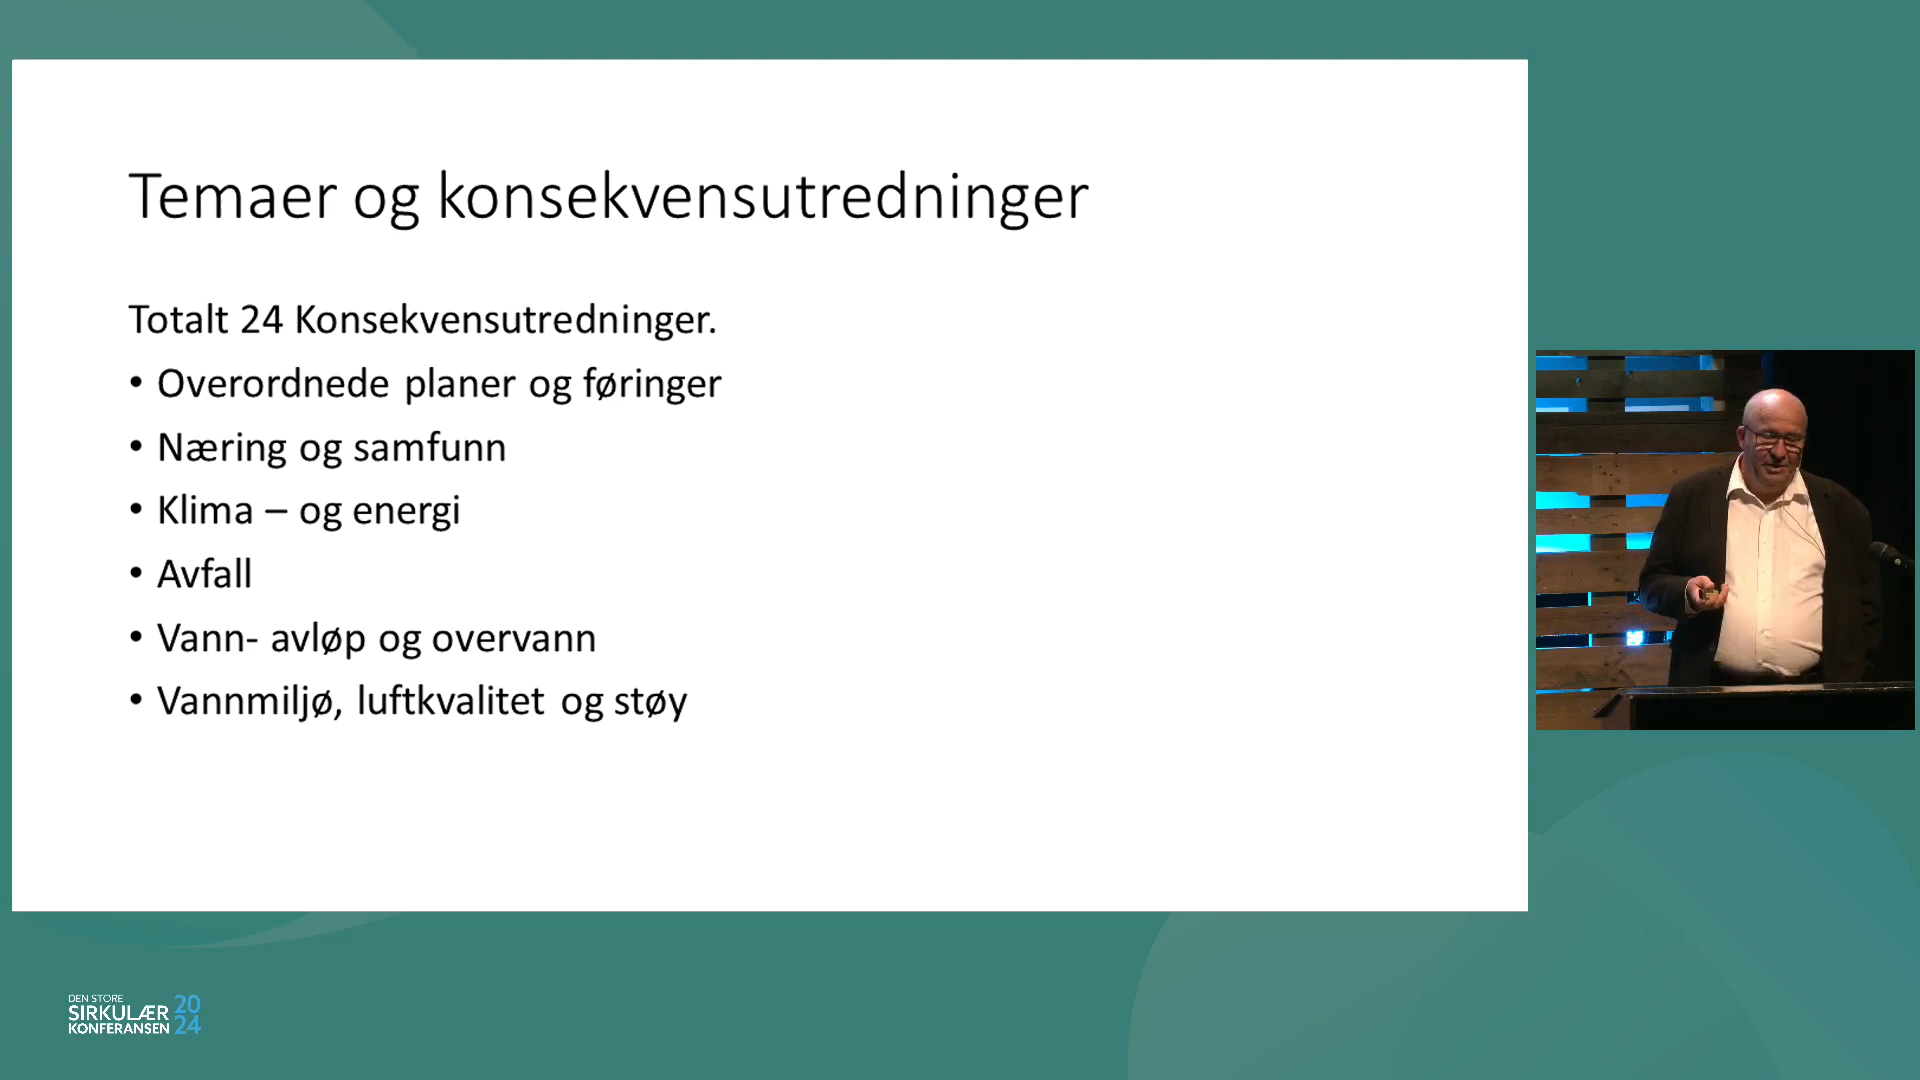 Temaer og konsekvensutredninger
Totalt 24 Konsekvensutredninger.
• Overordnede planer og føringer
• Næring og samfunn
• Klima – og energi
• Avfall
• Vann- avløp og overvann
• Vannmiljø, luftkvalitet og støy
DEN STORE
SIRKULÆR 20
KONFERANSEN 24